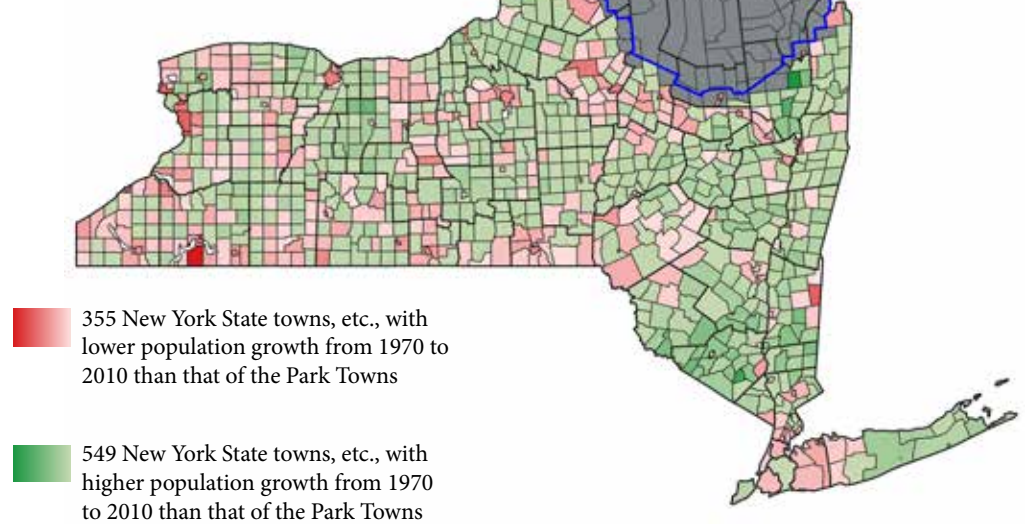 355 New York State towns, etc., with
lower population growth from 1970 to
2010 than that of the Park Towns
549 New York State towns, etc., with
higher population growth from 1970
to 2010 than that of the Park Towns